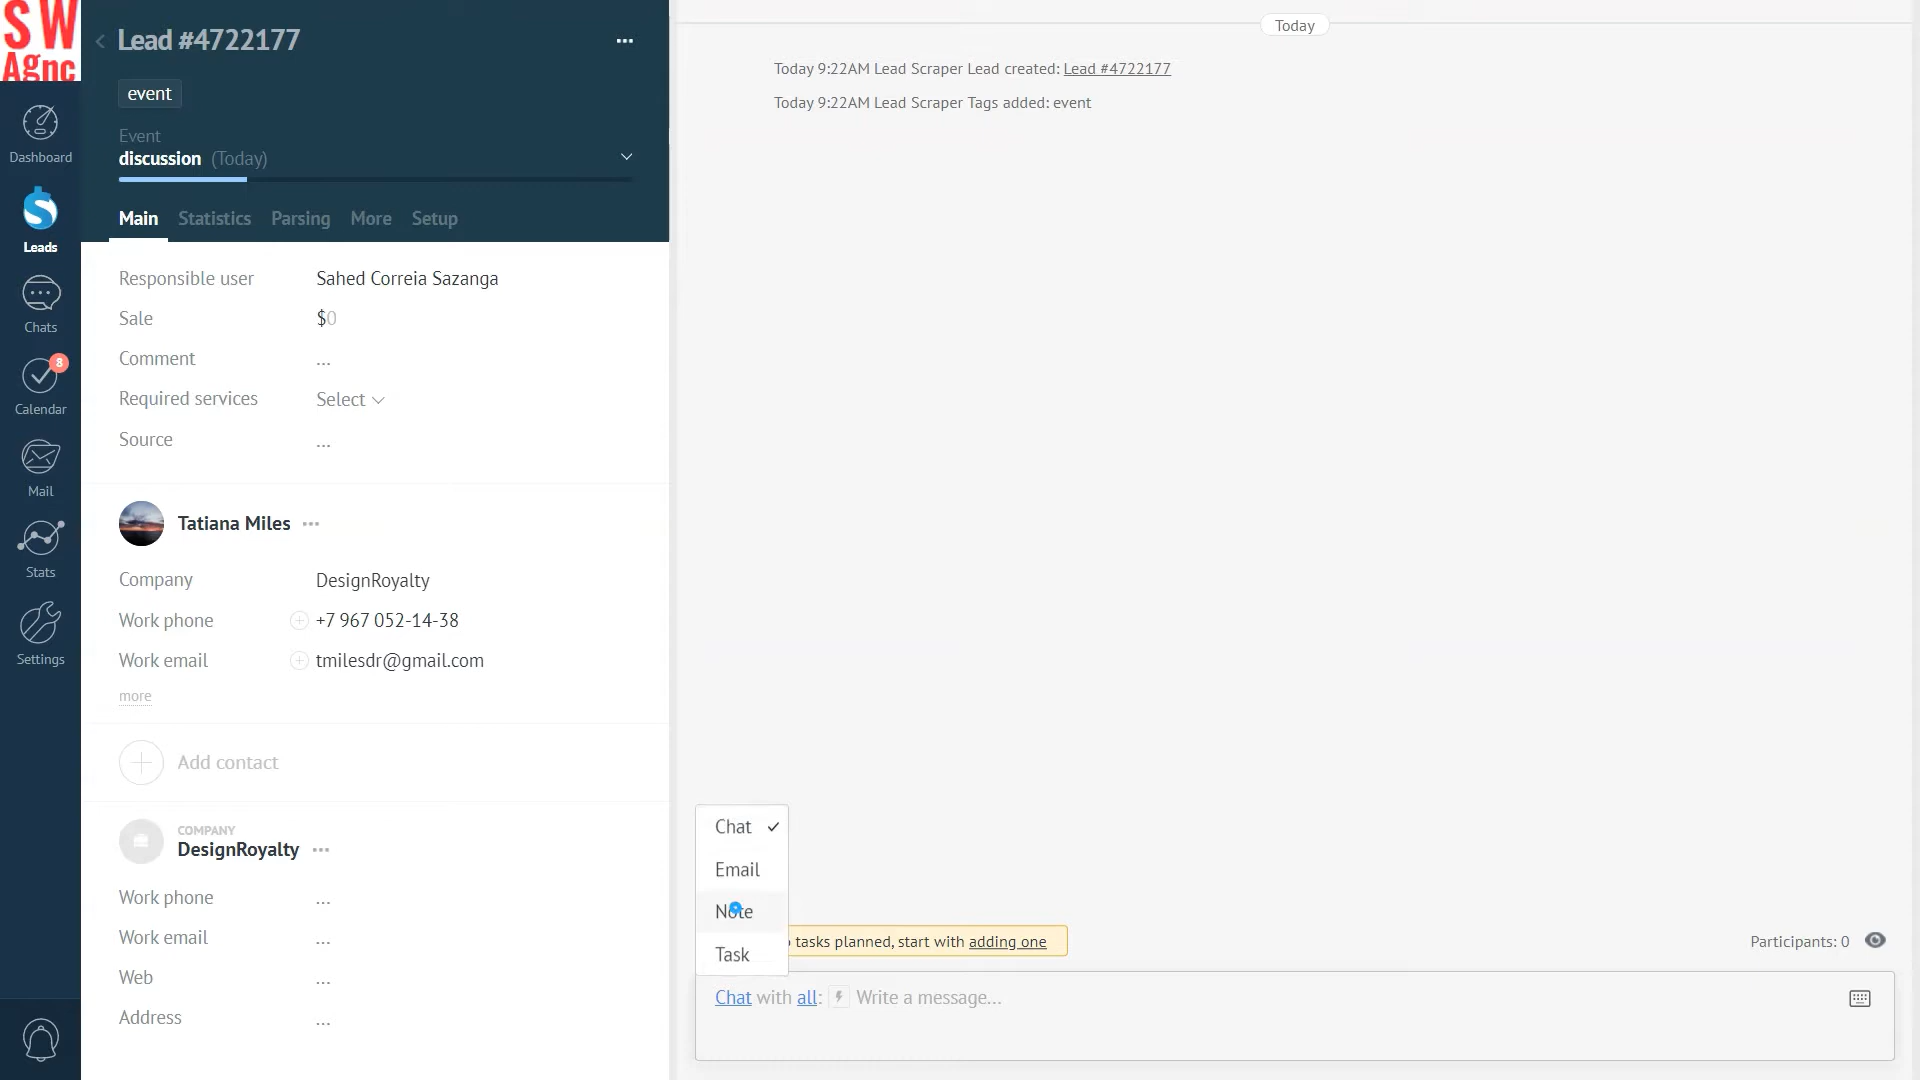 SW
Agnc
Dashboard
Leads
Chats
8
Calendar
Mail
Stats
Settings
Lead #4722177
event
Event
discussion (Today)
Main Statistics Parsing More Setup
Responsible user Sahed Correia Sazanga
Sale $0
Comment ...
Required services Select
Source ...
Tatiana Miles
Company DesignRoyalty
Work phone +7 967 052-14-38
Work email tmilesdr@gmail.com
more
Add contact
COMPANY
DesignRoyalty
Work phone ...
Work email ...
Web ...
Address ...
Today
Today 9:22AM Lead Scraper Lead created: Lead #4722177
Today 9:22AM Lead Scraper Tags added: event
Chat
Email
Note
Task
tasks planned, start with adding one
Participants: 0
Chat with all: Write a message...